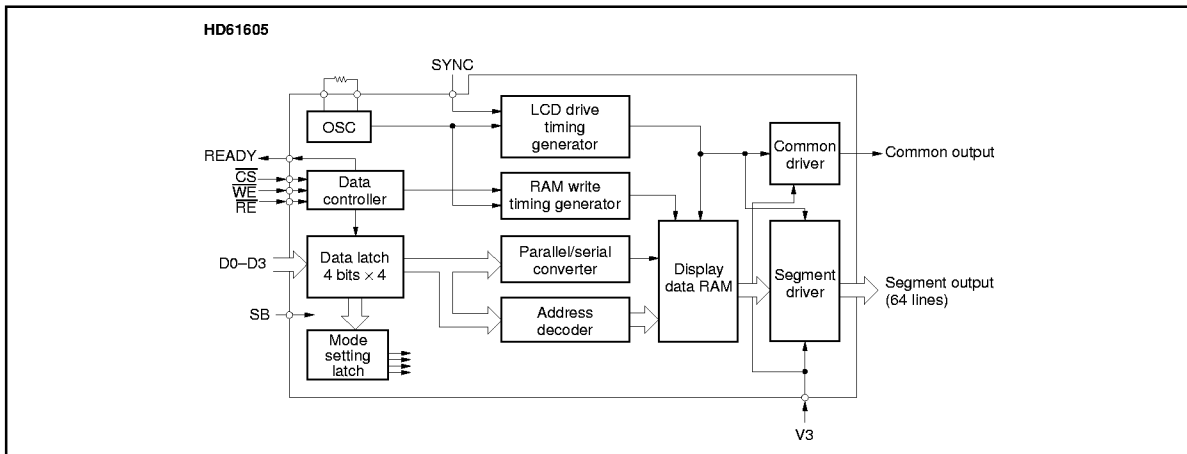 HD61605
SYNC
OSC
LCD drive
timing
generator
Common
driver
Common output
READY
CS
WE
RE
Data
controller
RAM write
timing generator
D0–D3
Data latch
4 bits × 4
Parallel/serial
converter
Display
data RAM
Segment
driver
Segment output
(64 lines)
SB
Address
decoder
Mode
setting
latch
V3